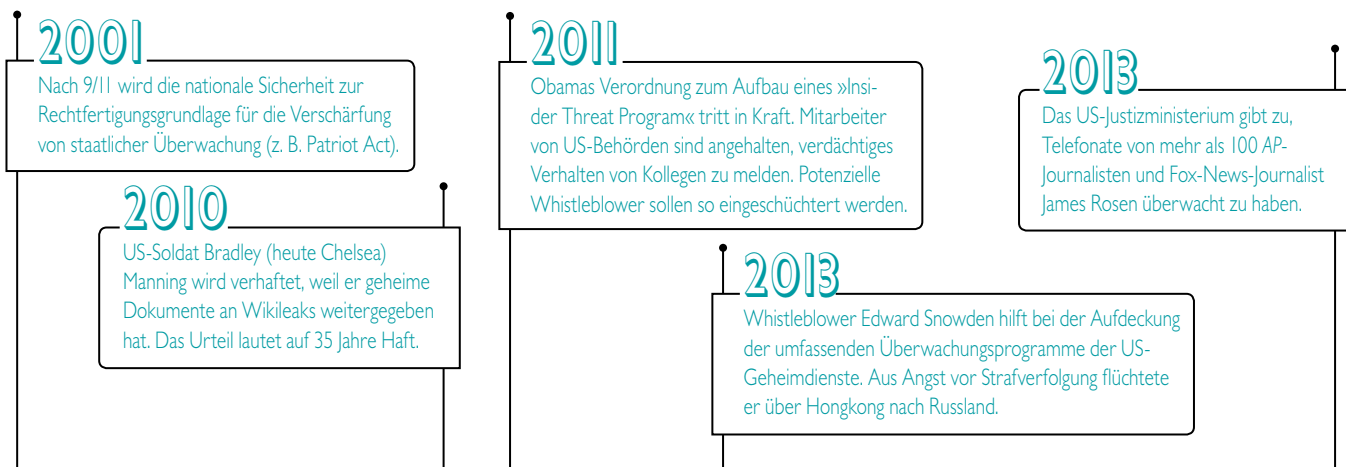 2001
Nach 9/11 wird die nationale Sicherheit zur
Rechtfertigungsgrundlage für die Verschärfung
von staatlicher Überwachung (z. B. Patriot Act).
2010
US-Soldat Bradley (heute Chelsea)
Manning wird verhaftet, weil er geheime
Dokumente an Wikileaks weitergegeben
hat. Das Urteil lautet auf 35 Jahre Haft.
2011
Obamas Verordnung zum Aufbau eines »Insi-
der Threat Program« tritt in Kraft. Mitarbeiter
von US-Behörden sind angehalten, verdächtiges
Verhalten von Kollegen zu melden. Potenzielle
Whistleblower sollen so eingeschüchtert werden.
2013
Whistleblower Edward Snowden hilft bei der Aufdeckung
der umfassenden Überwachungsprogramme der US-
Geheimdienste. Aus Angst vor Strafverfolgung flüchtete
er über Hongkong nach Russland.
2013
Das US-Justizministerium gibt zu,
Telefonate von mehr als 100 AP-
Journalisten und Fox-News-Journalist
James Rosen überwacht zu haben.